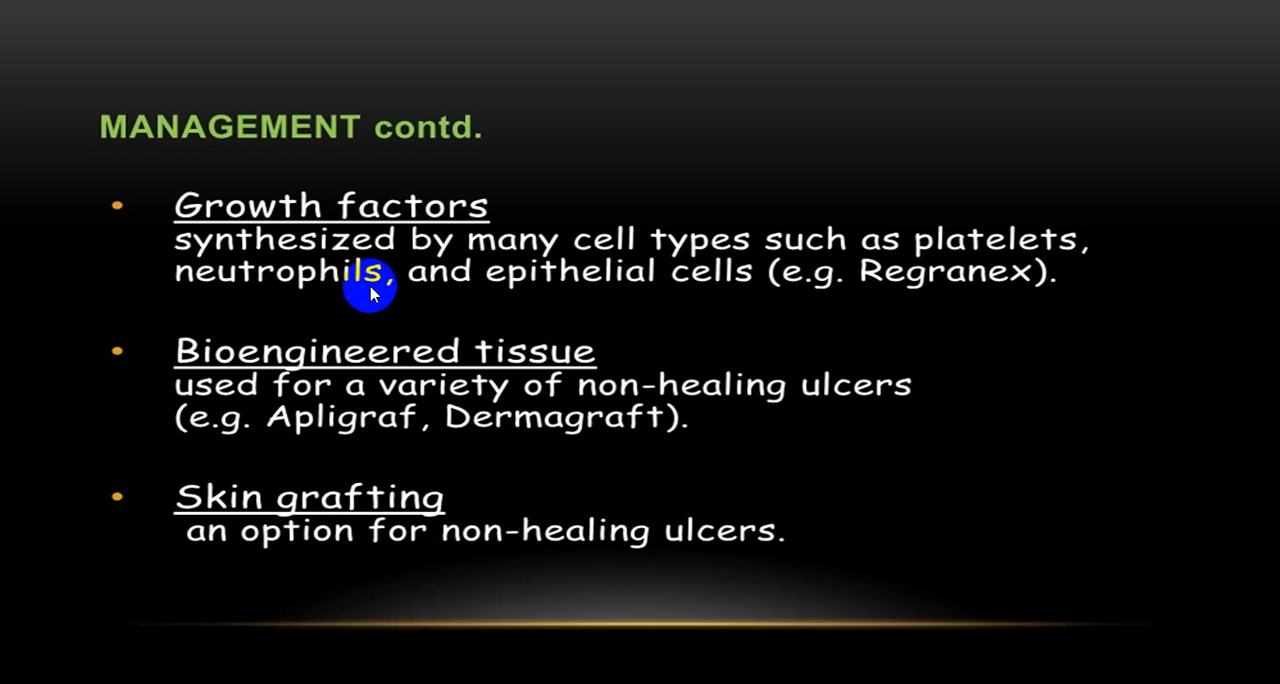 MANAGEMENT contd.
• Growth factors
synthesized by many cell types such as platelets,
neutrophils, and epithelial cells (e.g. Regranex).
• Bioengineered tissue
used for a variety of non-healing ulcers
(e.g. Apligraf, Dermagraft).
• Skin grafting
an option for non-healing ulcers.